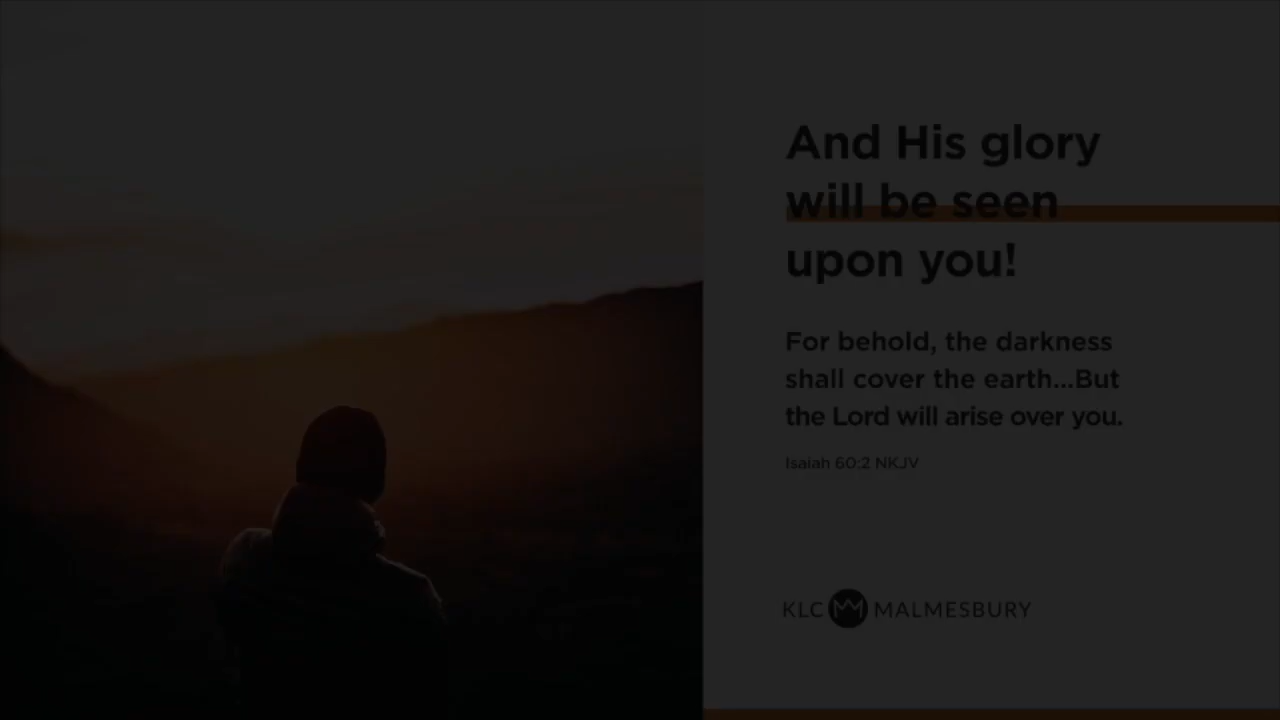 And His glory
will be seen
upon you!
For behold, the darkness
shall cover the earth...But
the Lord will arise over you.
Isaiah 60:2 NKJV
KLC MALMESBURY